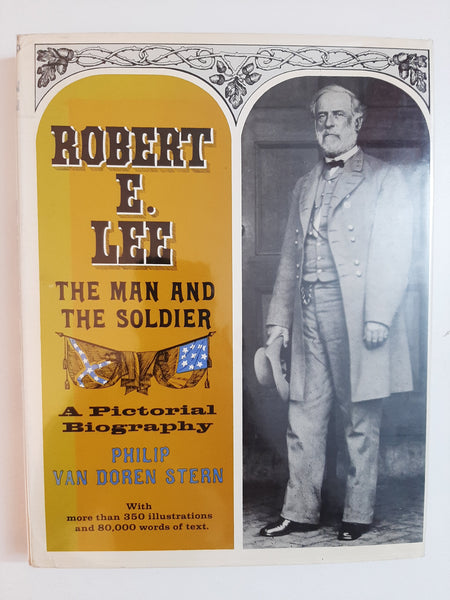 ROBERT
E.
LEE
THE MAN AND
THE SOLDIER
A Pictorial
Biography
PHILIP
VAN DOREN STERN
With
more than 350 illustrations
and 80,000 words of text.